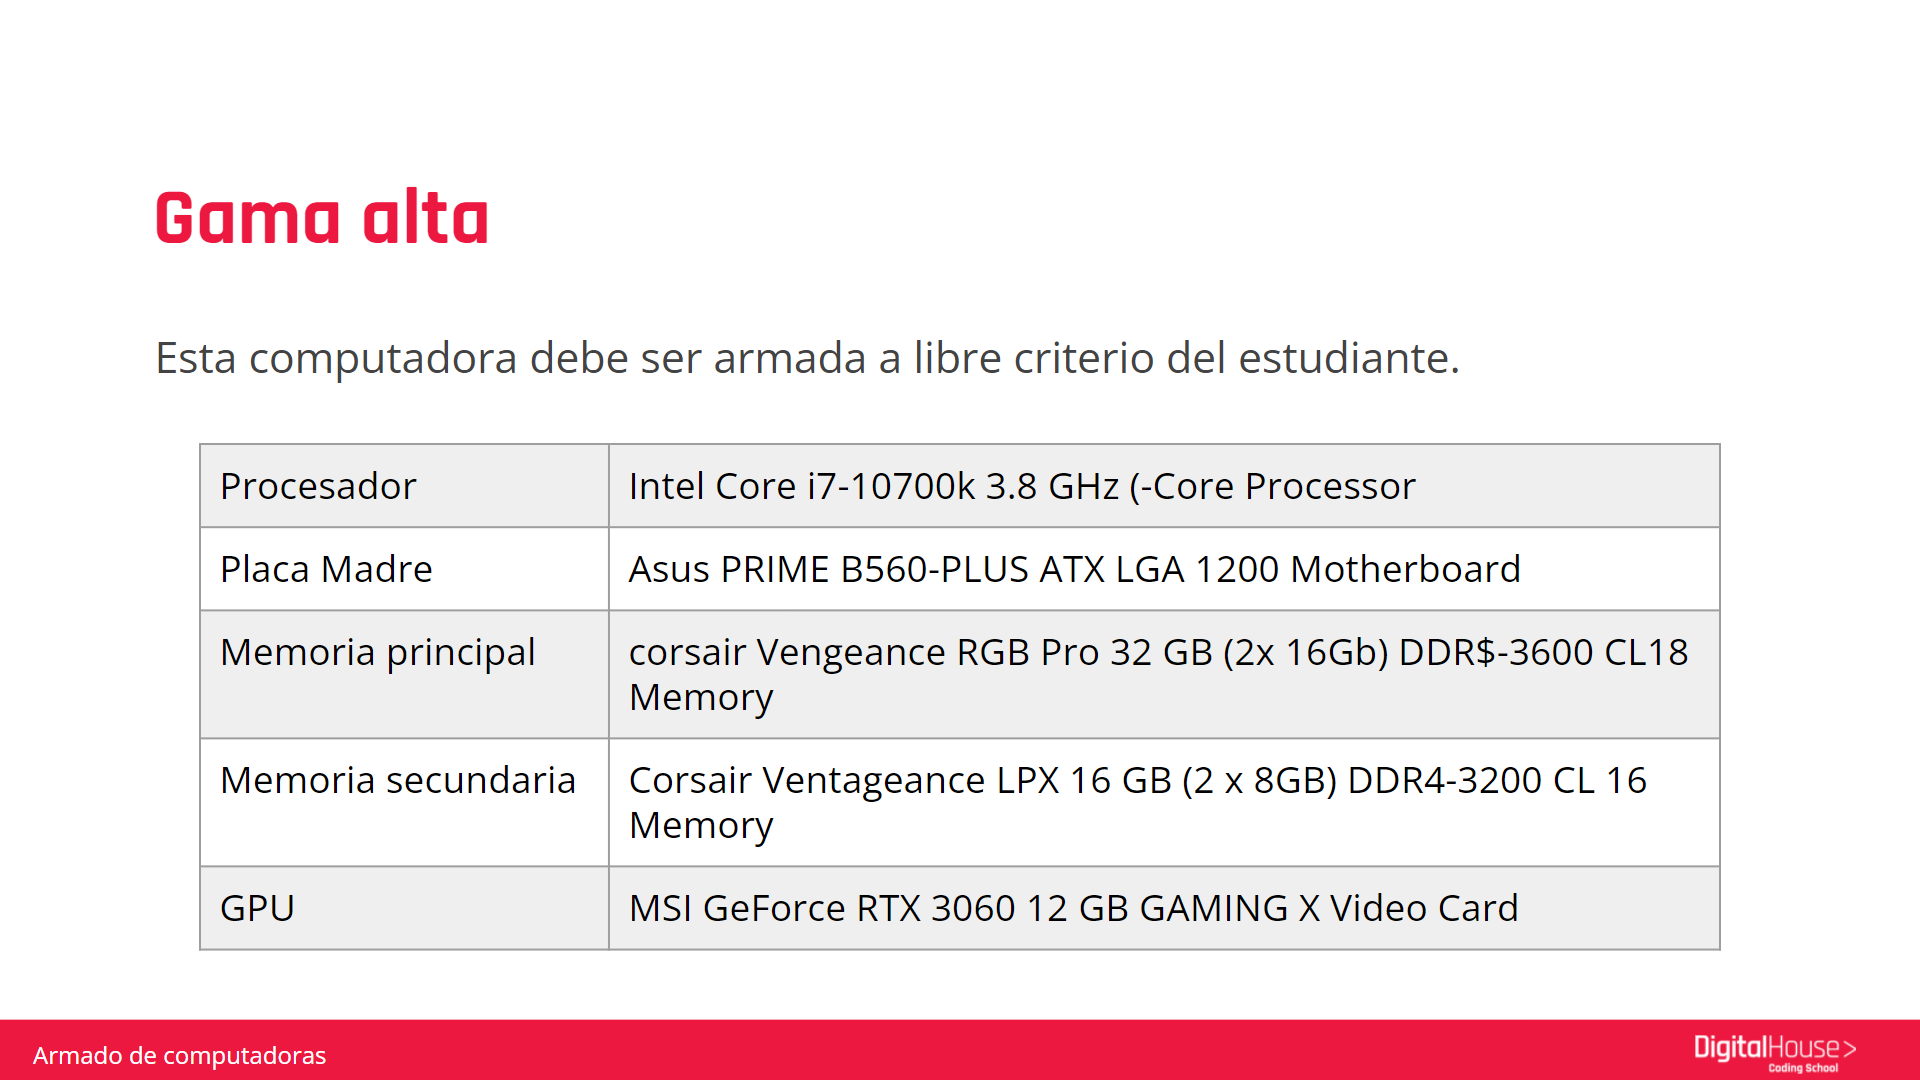 Gama alta
Esta computadora debe ser armada a libre criterio del estudiante.
Procesador
Intel Core i7-10700k 3.8 GHz (-Core Processor
Placa Madre
Asus PRIME B560-PLUS ATX LGA 1200 Motherboard
Memoria principal
corsair Vengeance RGB Pro 32 GB (2x 16Gb) DDR$-3600 CL18
Memory
Memoria secundaria
Corsair Ventageance LPX 16 GB (2 x 8GB) DDR4-3200 CL 16
Memory
GPU
MSI GeForce RTX 3060 12 GB GAMING X Video Card
Armado de computadoras
DigitalHouse>
Coding School